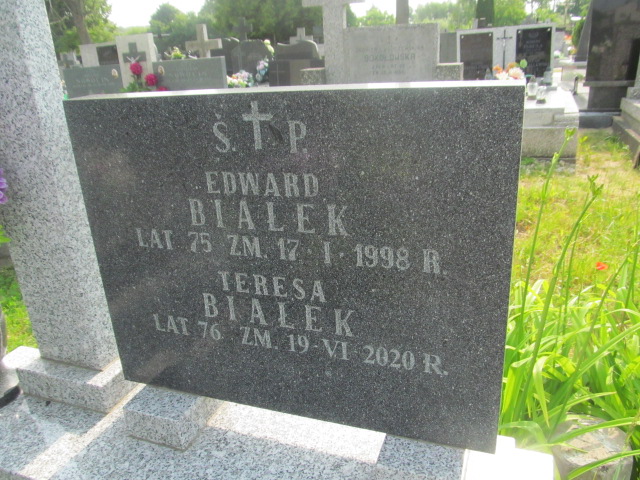 Ś. P.
EDWARD
BIAŁEK
LAT 75 ZM. 17·I·1998 R.
TERESA
BIAŁEK
LAT 76 ZM. 19-VI 2020 R.